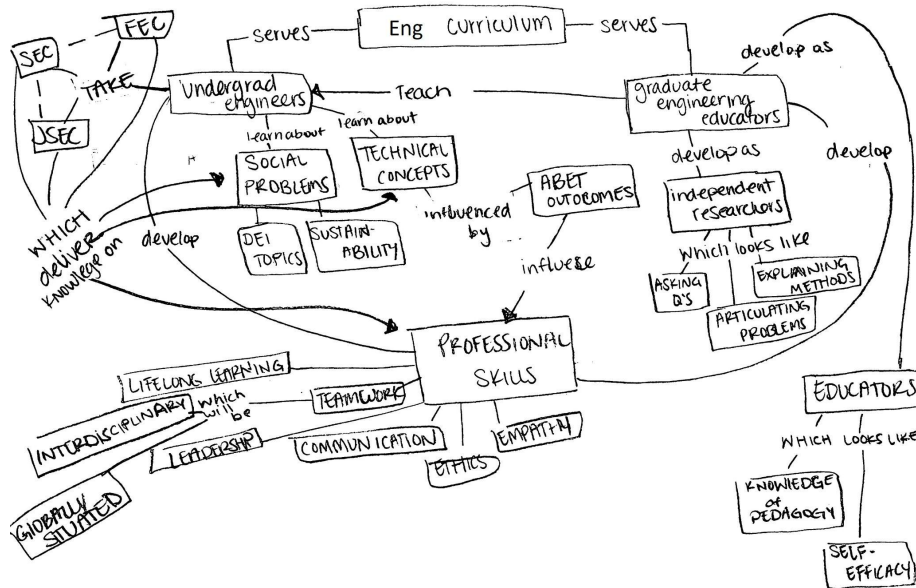 SEC
FEC
TAKE
JSEC
serves
Eng curriculum
serves
develop as
Undergrad
engineers
Teach
graduate
engineering
educators
learn about
learn about
SOCIAL
PROBLEMS
TECHNICAL
CONCEPTS
DEI
TOPICS
SUSTAIN-
ABILITY
influenced
by
ABET
OUTCOMES
influese
develop as
develop
independent
researchors
Which looks like
ASKING
Q'S
EXPLAINING
METHODS
ARTICULATING
PROBLEMS
WHICH
deliver
knowledge on
develop
PROFESSIONAL
SKILLS
LIFELONG LEARNING
TEAMWORK
which
will be
INTERDISCIPLINARY
LEADERSHIP
GLOBALLY
SITUATED
COMMUNICATION
ETHICS
EMPATHY
EDUCATORS
WHICH LOOKS LIKE
KNOWLEDGE
of
PEDAGOGY
SELF-
EFFICACY